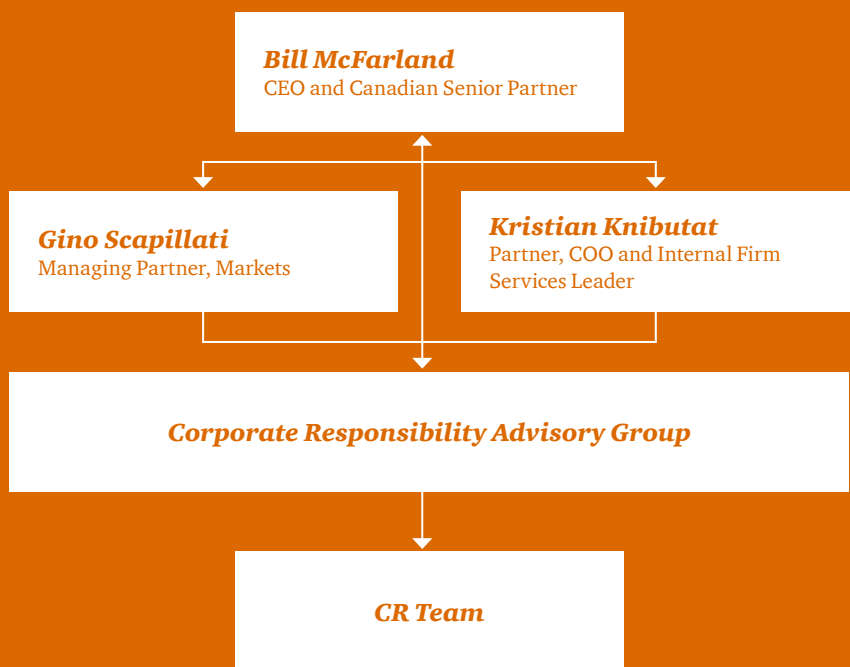 Bill McFarland
CEO and Canadian Senior Partner
Gino Scapillati
Managing Partner, Markets
Kristian Knibutat
Partner, COO and Internal Firm
Services Leader
Corporate Responsibility Advisory Group
CR Team